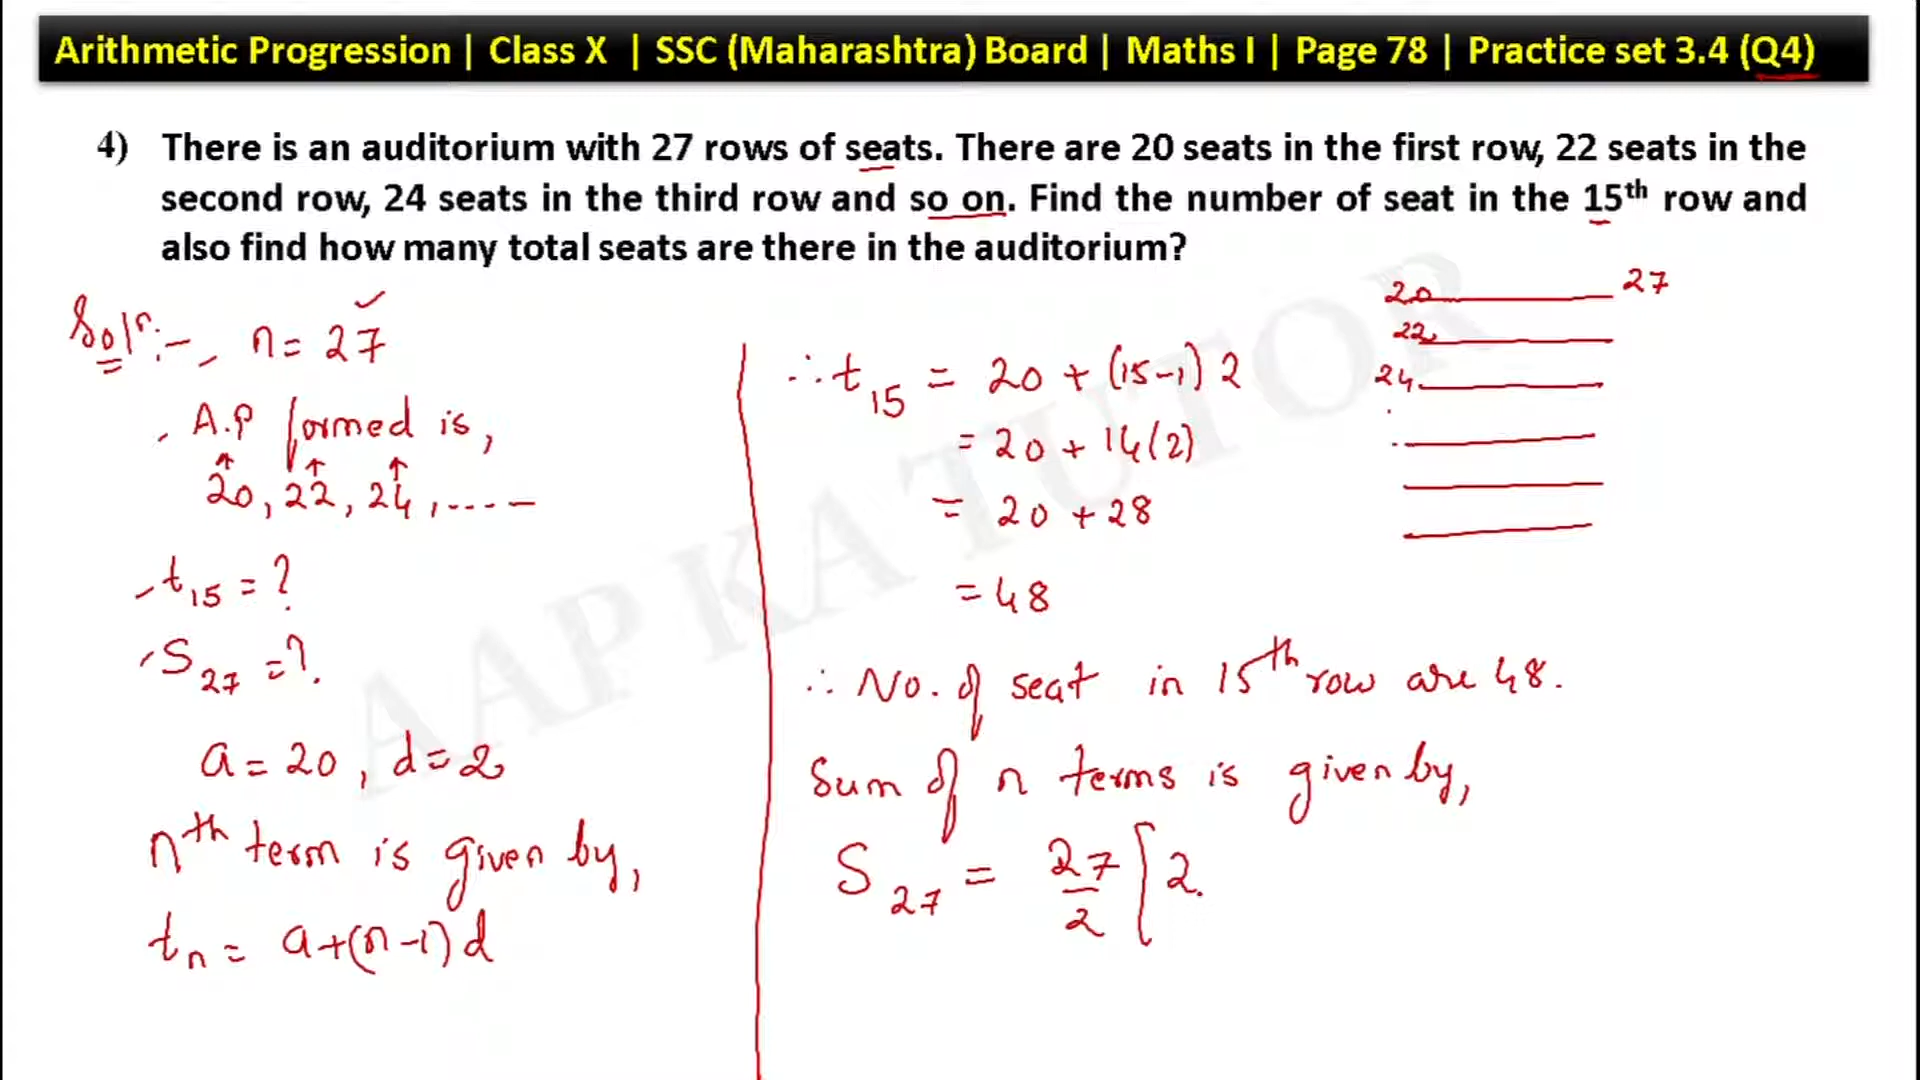 Arithmetic Progression | Class X | SSC (Maharashtra) Board | Maths I | Page 78 | Practice set 3.4 (Q4)
4) There is an auditorium with 27 rows of seats. There are 20 seats in the first row, 22 seats in the
second row, 24 seats in the third row and so on. Find the number of seat in the 15th row and
also find how many total seats are there in the auditorium?
Soln:- n = 27
A.P formed is,
20, 22, 24, ....
t15 = ?
S27 = ?
a = 20, d = 2
nth term is given by,
tn = a+(n-1)d
∴ t15 = 20 + (15-1) 2
= 20 + 14(2)
= 20 + 28
= 48
∴ No. of seat in 15th row are 48.
Sum of n terms is given by,
S27 = 27/2 [2.
20 27
22
24
AAP KA TUTOR